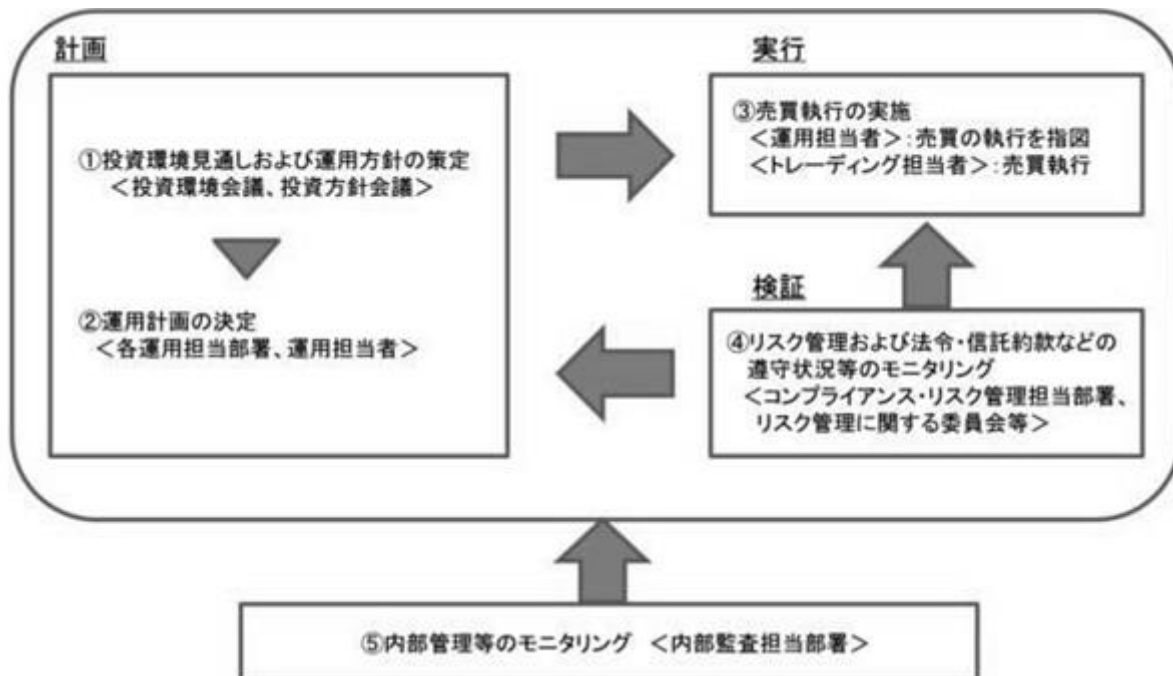 計画
①投資環境見通しおよび運用方針の策定
＜投資環境会議、投資方針会議＞
②運用計画の決定
＜各運用担当部署、運用担当者＞
実行
③売買執行の実施
＜運用担当者＞：売買の執行を指図
＜トレーディング担当者＞：売買執行
検証
④リスク管理および法令・信託約款などの
遵守状況等のモニタリング
＜コンプライアンス・リスク管理担当部署、
リスク管理に関する委員会等＞
⑤内部管理等のモニタリング　＜内部監査担当部署＞